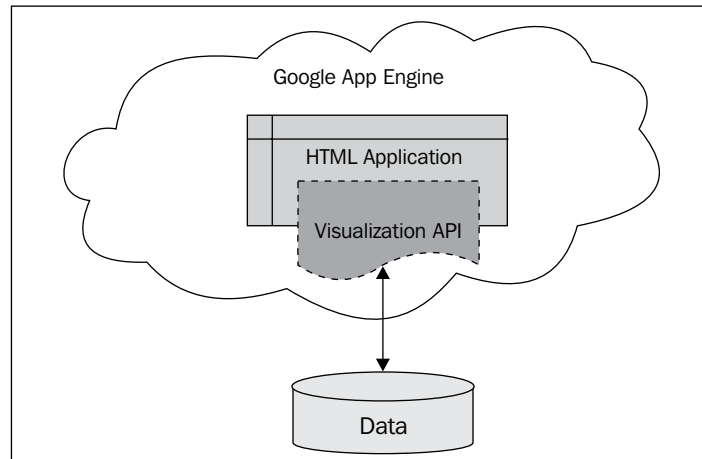 Google App Engine
HTML Application
Visualization API
Data